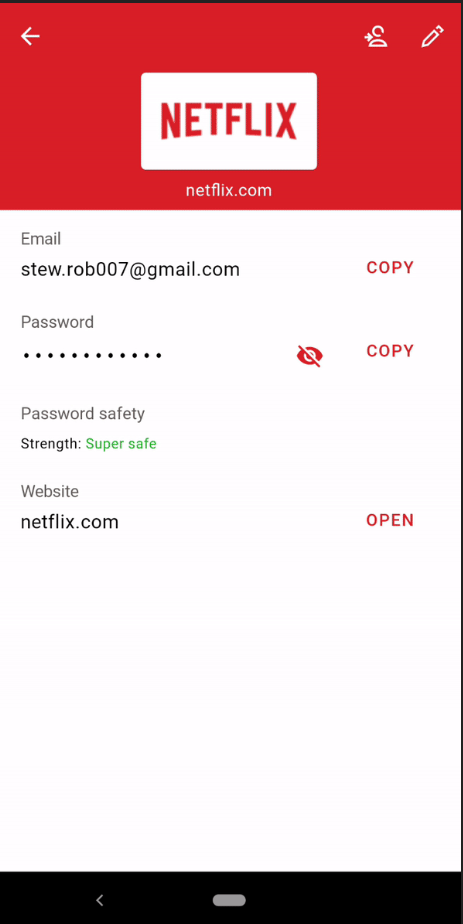 NETFLIX
netflix.com
Email
stew.rob007@gmail.com COPY
Password
•••••••••••• COPY
Password safety
Strength: Super safe
Website
netflix.com OPEN